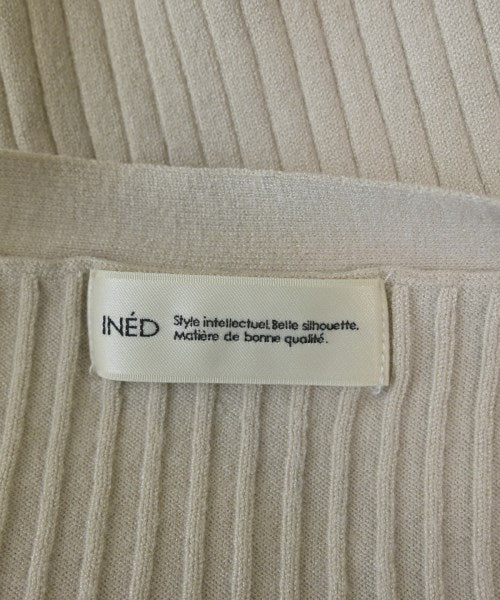 INÉD
Style intellectuel. Belle silhouette.
Matière de bonne qualité.